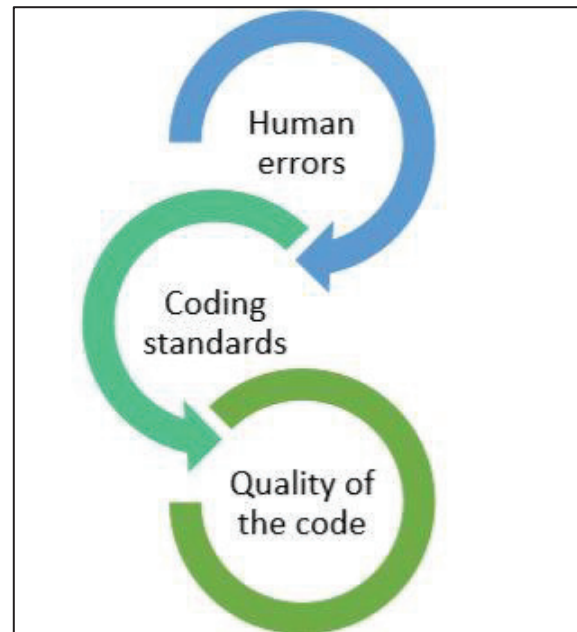 Human
errors
Coding
standards
Quality of
the code